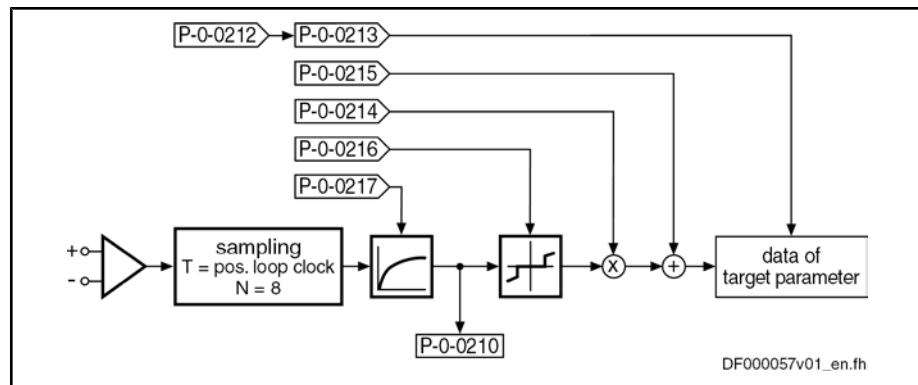 P-0-0212
P-0-0213
P-0-0215
P-0-0214
P-0-0216
P-0-0217
+
-
sampling
T = pos. loop clock
N = 8
x
+
data of
target parameter
P-0-0210
DF000057v01_en.fh